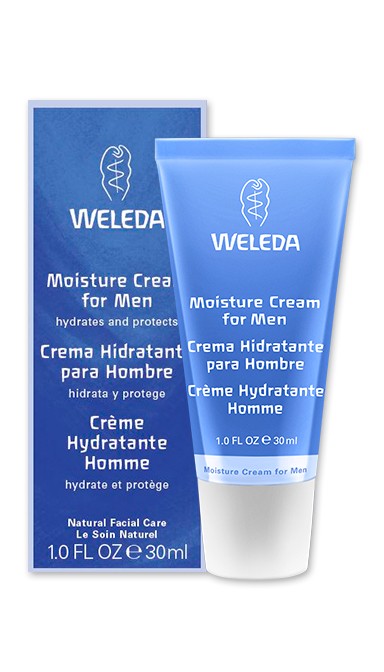 WELEDA
Moisture Cream
for Men
hydrates and protects
Crema Hidratant
para Hombre
hidrata y protege
Crème
Hydratante
Homme
hydrate et protège
Natural Facial Care
Le Soin Naturel
1.0 FL OZ ℮ 30ml
WELEDA
Moisture Cream
for Men
Crema Hidratante
para Hombre
Crème Hydratante
Homme
1.0 FL OZ ℮ 30ml
Moisture Cream for Men